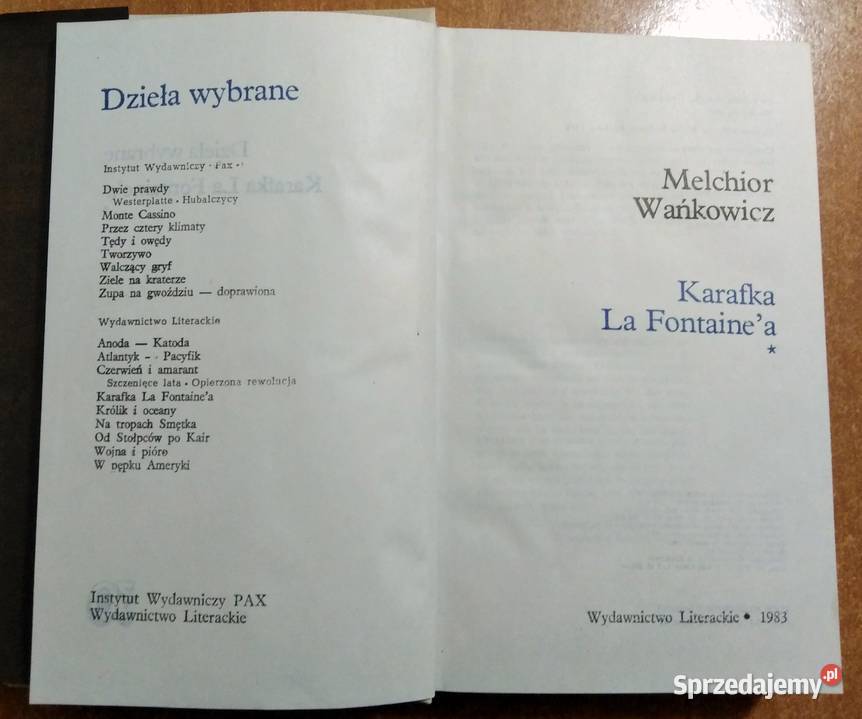 Dzieła wybrane
Instytut Wydawniczy · Pax ·
Dwie prawdy
Westerplatte · Hubalczycy
Monte Cassino
Przez cztery klimaty
Tędy i owędy
Tworzywo
Walczący gryf
Ziele na kraterze
Zupa na gwoździu — doprawiona
Wydawnictwo Literackie
Anoda — Katoda
Atlantyk - - Pacyfik
Czerwień i amarant
Szczenięce lata · Opierzona rewolucja
Karafka La Fontaine'a
Królik i oceany
Na tropach Smętka
Od Stołpców po Kair
Wojna i pióro
W pępku Ameryki
Instytut Wydawniczy PAX
Wydawnictwo Literackie
Melchior
Wańkowicz
Karafka
La Fontaine'a
*
Wydawnictwo Literackie • 1983
Sprzedajemy.pl